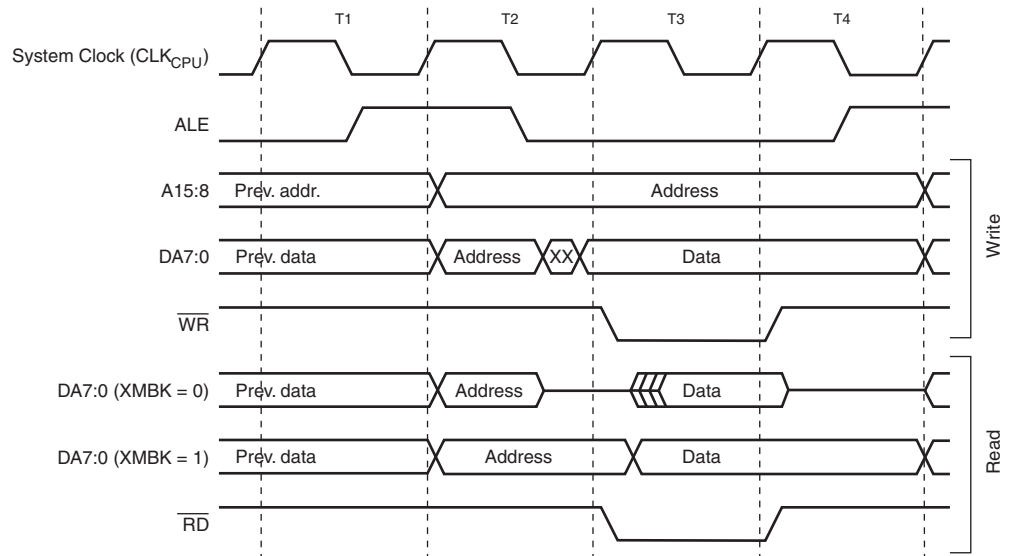 T1 T2 T3 T4
System Clock (CLKCPU)
ALE
A15:8 Prev. addr. Address
DA7:0 Prev. data Address XX Data
WR
Write
DA7:0 (XMBK = 0) Prev. data Address Data
DA7:0 (XMBK = 1) Prev. data Address Data
RD
Read